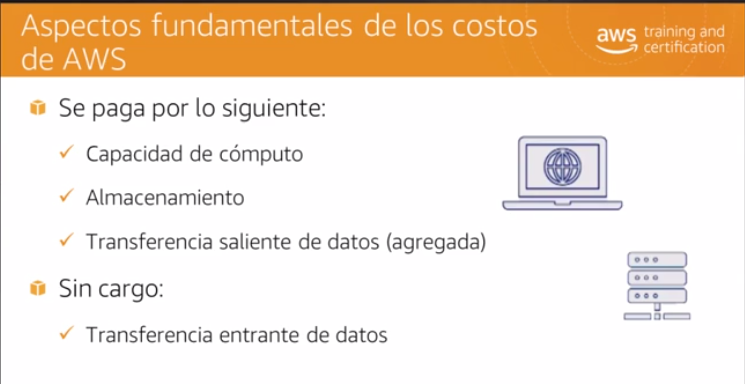 Aspectos fundamentales de los costos
de AWS
aws training and
certification
Se paga por lo siguiente:
Capacidad de cómputo
Almacenamiento
Transferencia saliente de datos (agregada)
Sin cargo:
Transferencia entrante de datos